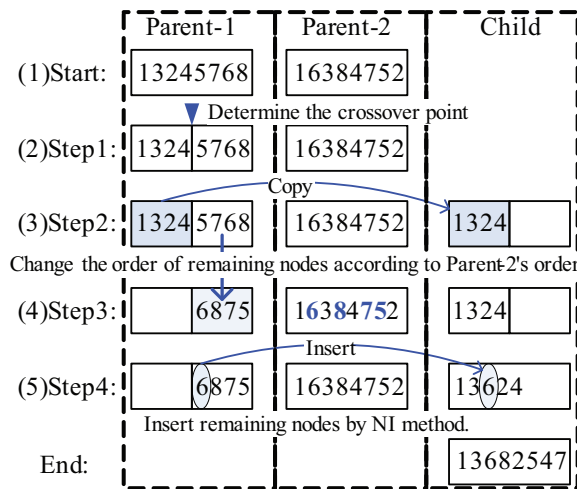 Parent-1 Parent-2 Child
(1)Start: 13245768 16384752
Determine the crossover point
(2)Step1: 1324 5768 16384752
Copy
(3)Step2: 1324 5768 16384752 1324
Change the order of remaining nodes according to Parent-2's order
(4)Step3: 6875 16384752 1324
Insert
(5)Step4: 6875 16384752 13624
Insert remaining nodes by NI method.
End: 13682547